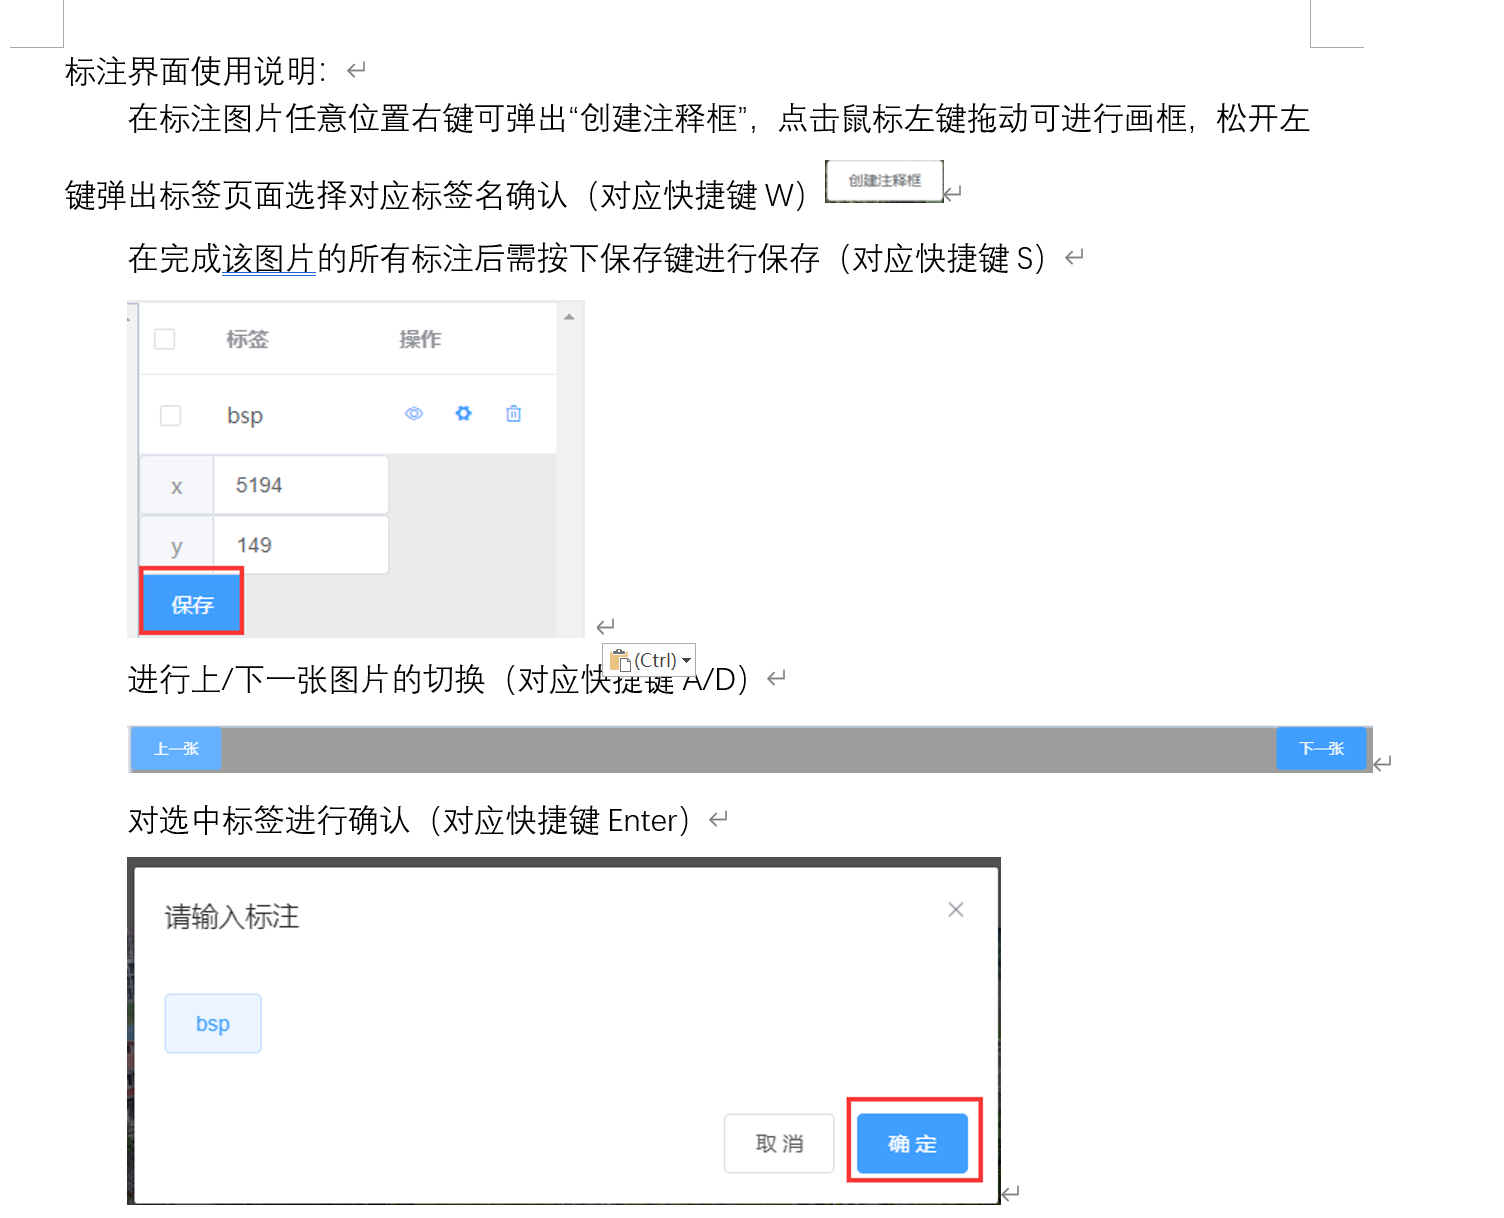 标注界面使用说明：
在标注图片任意位置右键可弹出“创建注释框”，点击鼠标左键拖动可进行画框，松开左
键弹出标签页面选择对应标签名确认（对应快捷键 W） 创建注释框
在完成该图片的所有标注后需按下保存键进行保存（对应快捷键 S）
标签 操作
bsp
x 5194
y 149
保存
(Ctrl)
进行上/下一张图片的切换（对应快捷键 A/D）
上一张 下一张
对选中标签进行确认（对应快捷键 Enter）
请输入标注
bsp
取消 确定